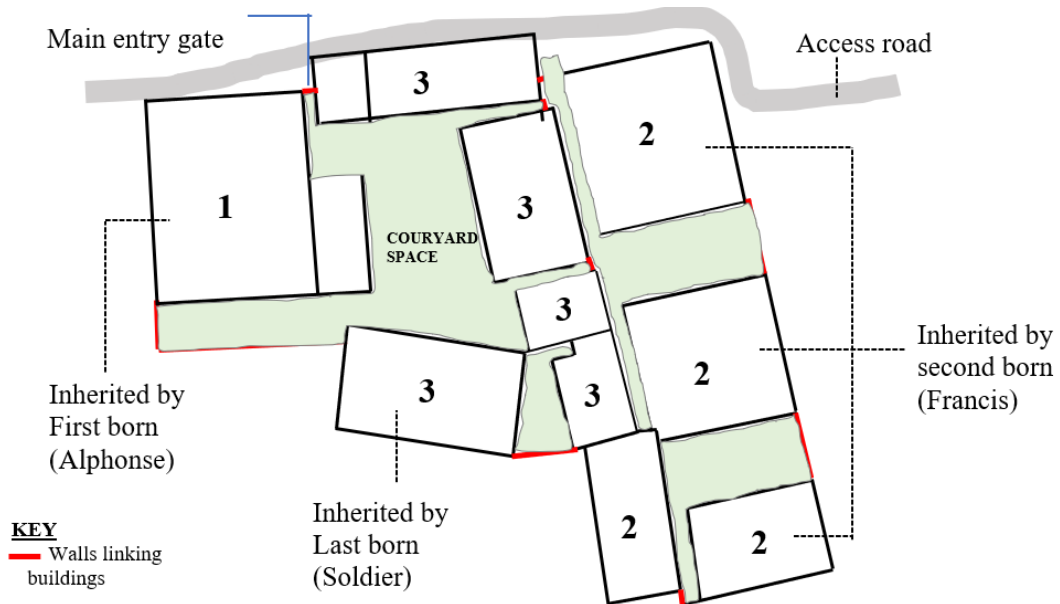 Main entry gate
Access road
3
2
1
3
COURYARD
SPACE
3
2
3
3
2
2
Inherited by
First born
(Alphonse)
Inherited by
second born
(Francis)
Inherited by
Last born
(Soldier)
KEY
Walls linking
buildings